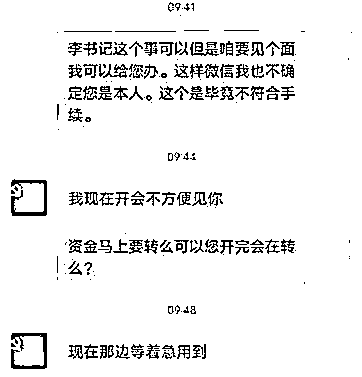 09:41
李书记这个事可以但是咱要见个面
我可以给您办。这样微信我也不确
定您是本人。这个是毕竟不符合手
续。
09:44
我现在开会不方便见你
资金马上要转么可以您开完会在转
么?
09:48
现在那边等着急用到